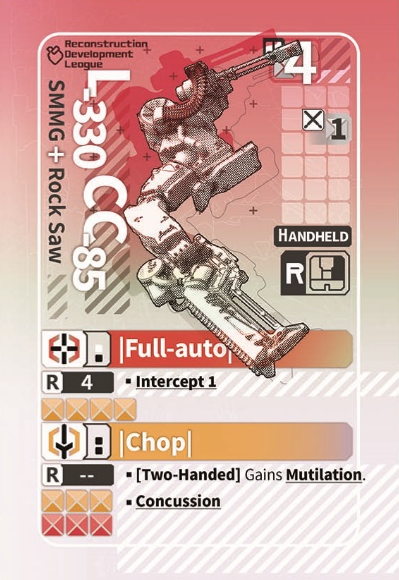 Reconstruction
Development
League
L-330 CC-85
SMMG + Rock Saw
4
1
HANDHELD
R
|Full-auto|
R 4
▪ Intercept 1
|Chop|
R --
▪ [Two-Handed] Gains Mutilation.
▪ Concussion